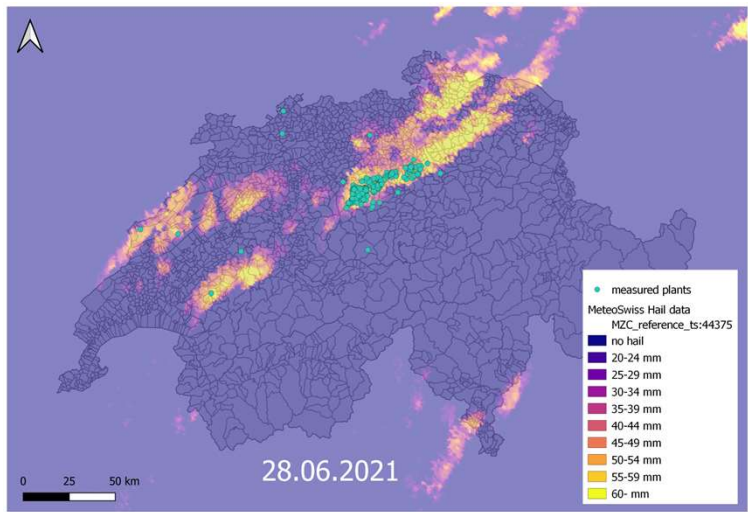 measured plants
MeteoSwiss Hail data
MZC_reference_ts:44375
no hail
20-24 mm
25-29 mm
30-34 mm
35-39 mm
40-44 mm
45-49 mm
50-54 mm
55-59 mm
60- mm
28.06.2021
0 25 50 km